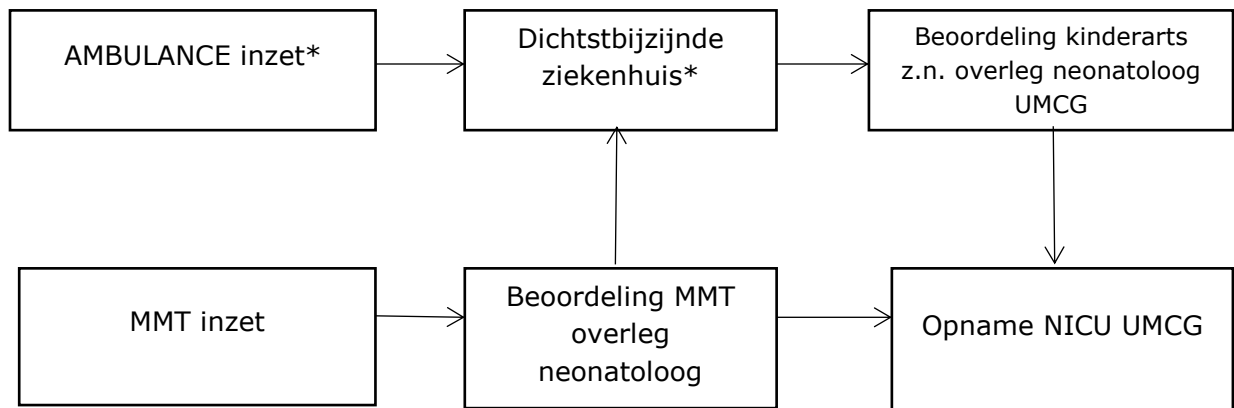 AMBULANCE inzet*
Dichtstbijzijnde
ziekenhuis*
Beoordeling kinderarts
z.n. overleg neonatoloog
UMCG
MMT inzet
Beoordeling MMT
overleg
neonatoloog
Opname NICU UMCG